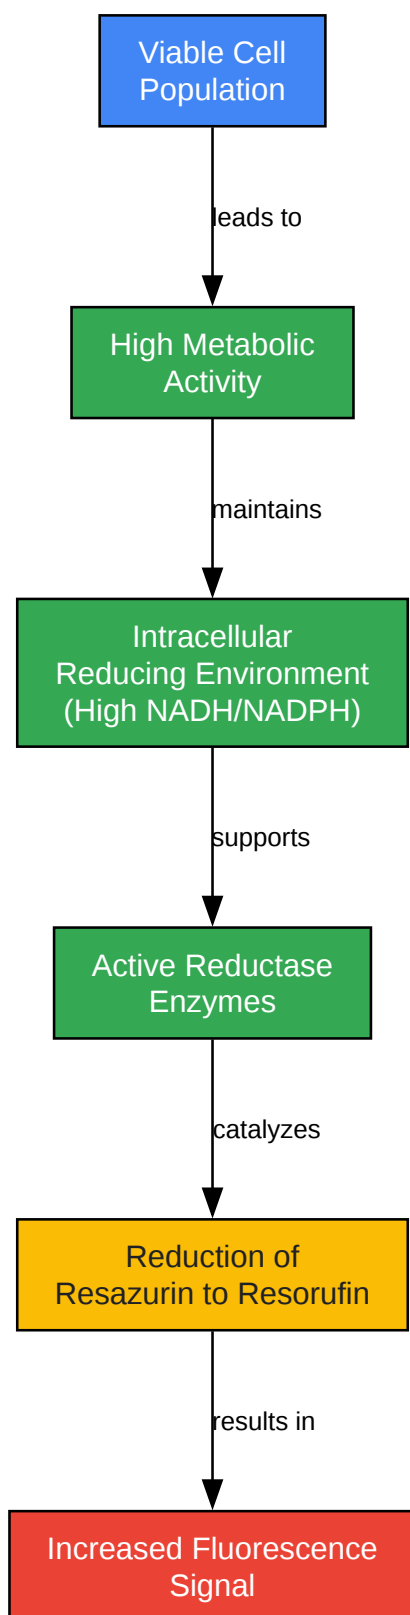 Viable Cell
Population
leads to
High Metabolic
Activity
maintains
Intracellular
Reducing Environment
(High NADH/NADPH)
supports
Active Reductase
Enzymes
catalyzes
Reduction of
Resazurin to Resorufin
results in
Increased Fluorescence
Signal